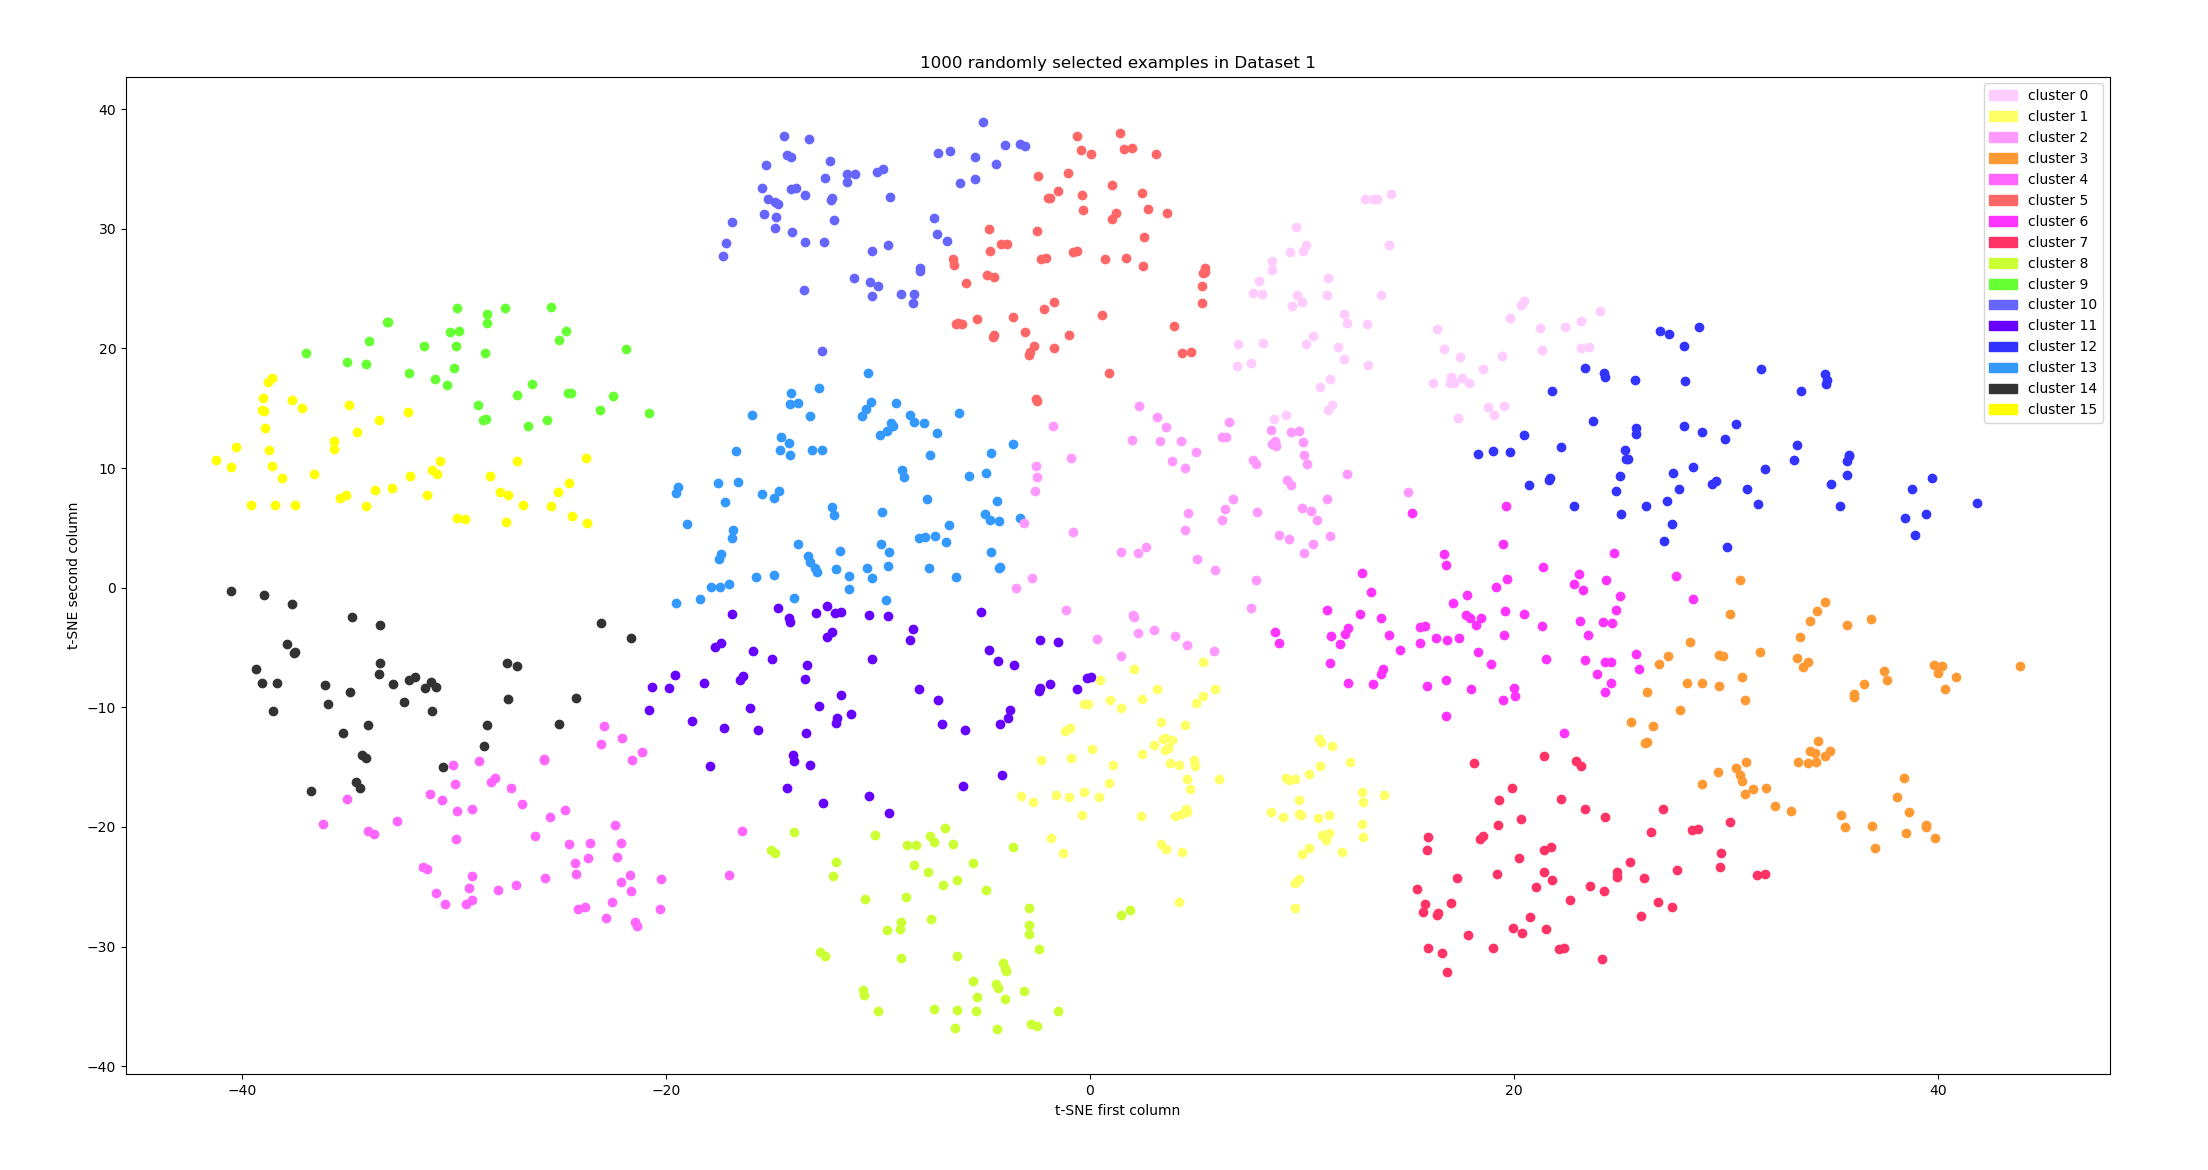 1000 randomly selected examples in Dataset 1
t-SNE second column
40
30
20
10
0
−10
−20
−30
−40
−40
−20
0
20
40
t-SNE first column
cluster 0
cluster 1
cluster 2
cluster 3
cluster 4
cluster 5
cluster 6
cluster 7
cluster 8
cluster 9
cluster 10
cluster 11
cluster 12
cluster 13
cluster 14
cluster 15